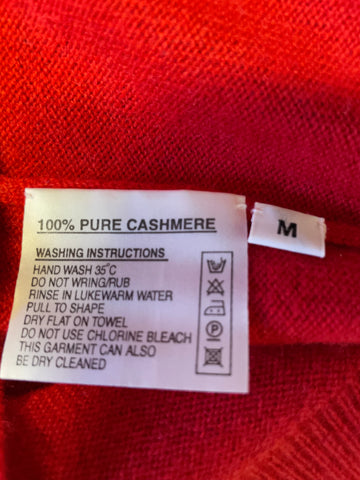 100% PURE CASHMERE
WASHING INSTRUCTIONS
HAND WASH 35°C
DO NOT WRING/RUB
RINSE IN LUKEWARM WATER
PULL TO SHAPE
DRY FLAT ON TOWEL
DO NOT USE CHLORINE BLEACH
THIS GARMENT CAN ALSO
BE DRY CLEANED
P
M